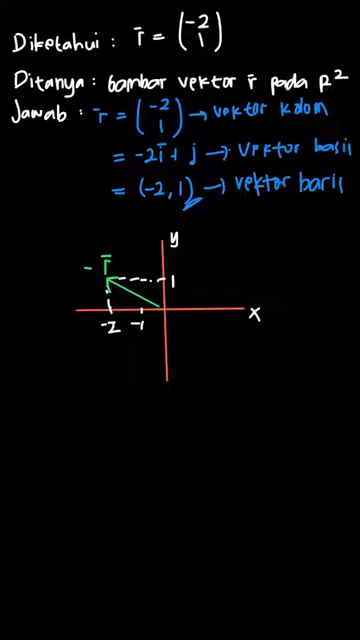 Diketahui : r̄ = (-2
1)
Ditanya : Gambar vektor r̄ pada R²
Jawab : r̄ = (-2
1) → vektor kolom
= -2ī + j → vektor basis
= (-2, 1) → vektor baris
y
- r̄
1
-2 -1
x